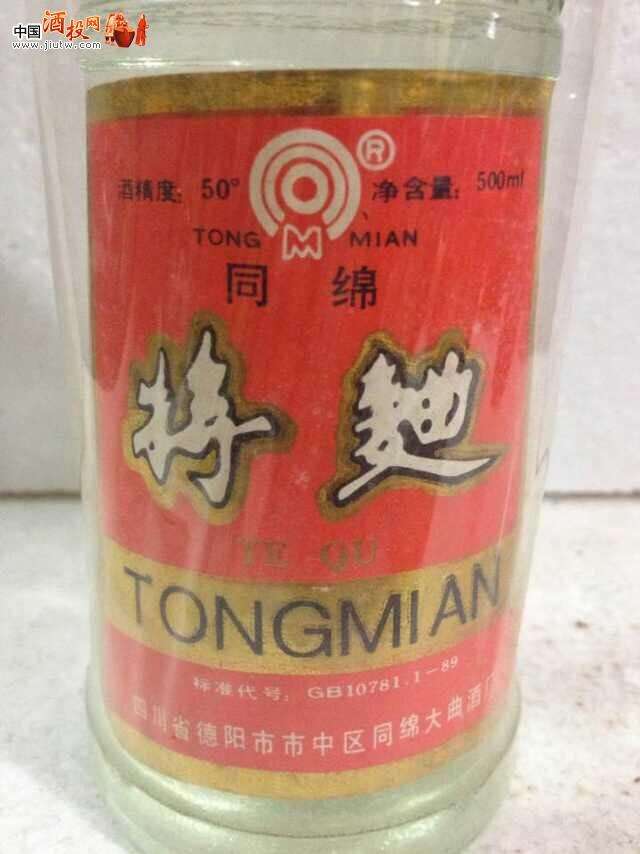 中国酒投网
www.jiutw.com
酒精度：50° 净含量：500ml
R
TONG M MIAN
同绵
特麯
TE QU
TONGMIAN
标准代号：GB10781.1-89
四川省德阳市市中区同绵大曲酒厂